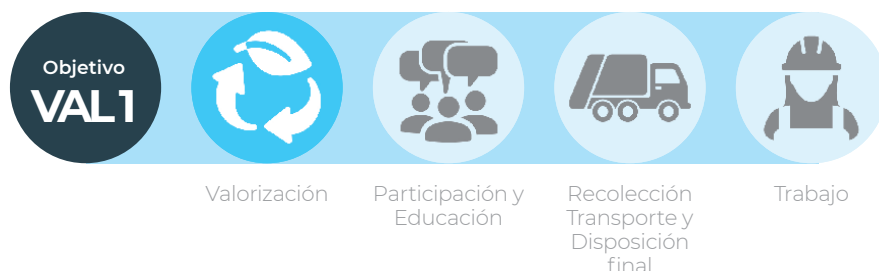 Objetivo
VAL1
Valorización
Participación y
Educación
Recolección
Transporte y
Disposición
final
Trabajo